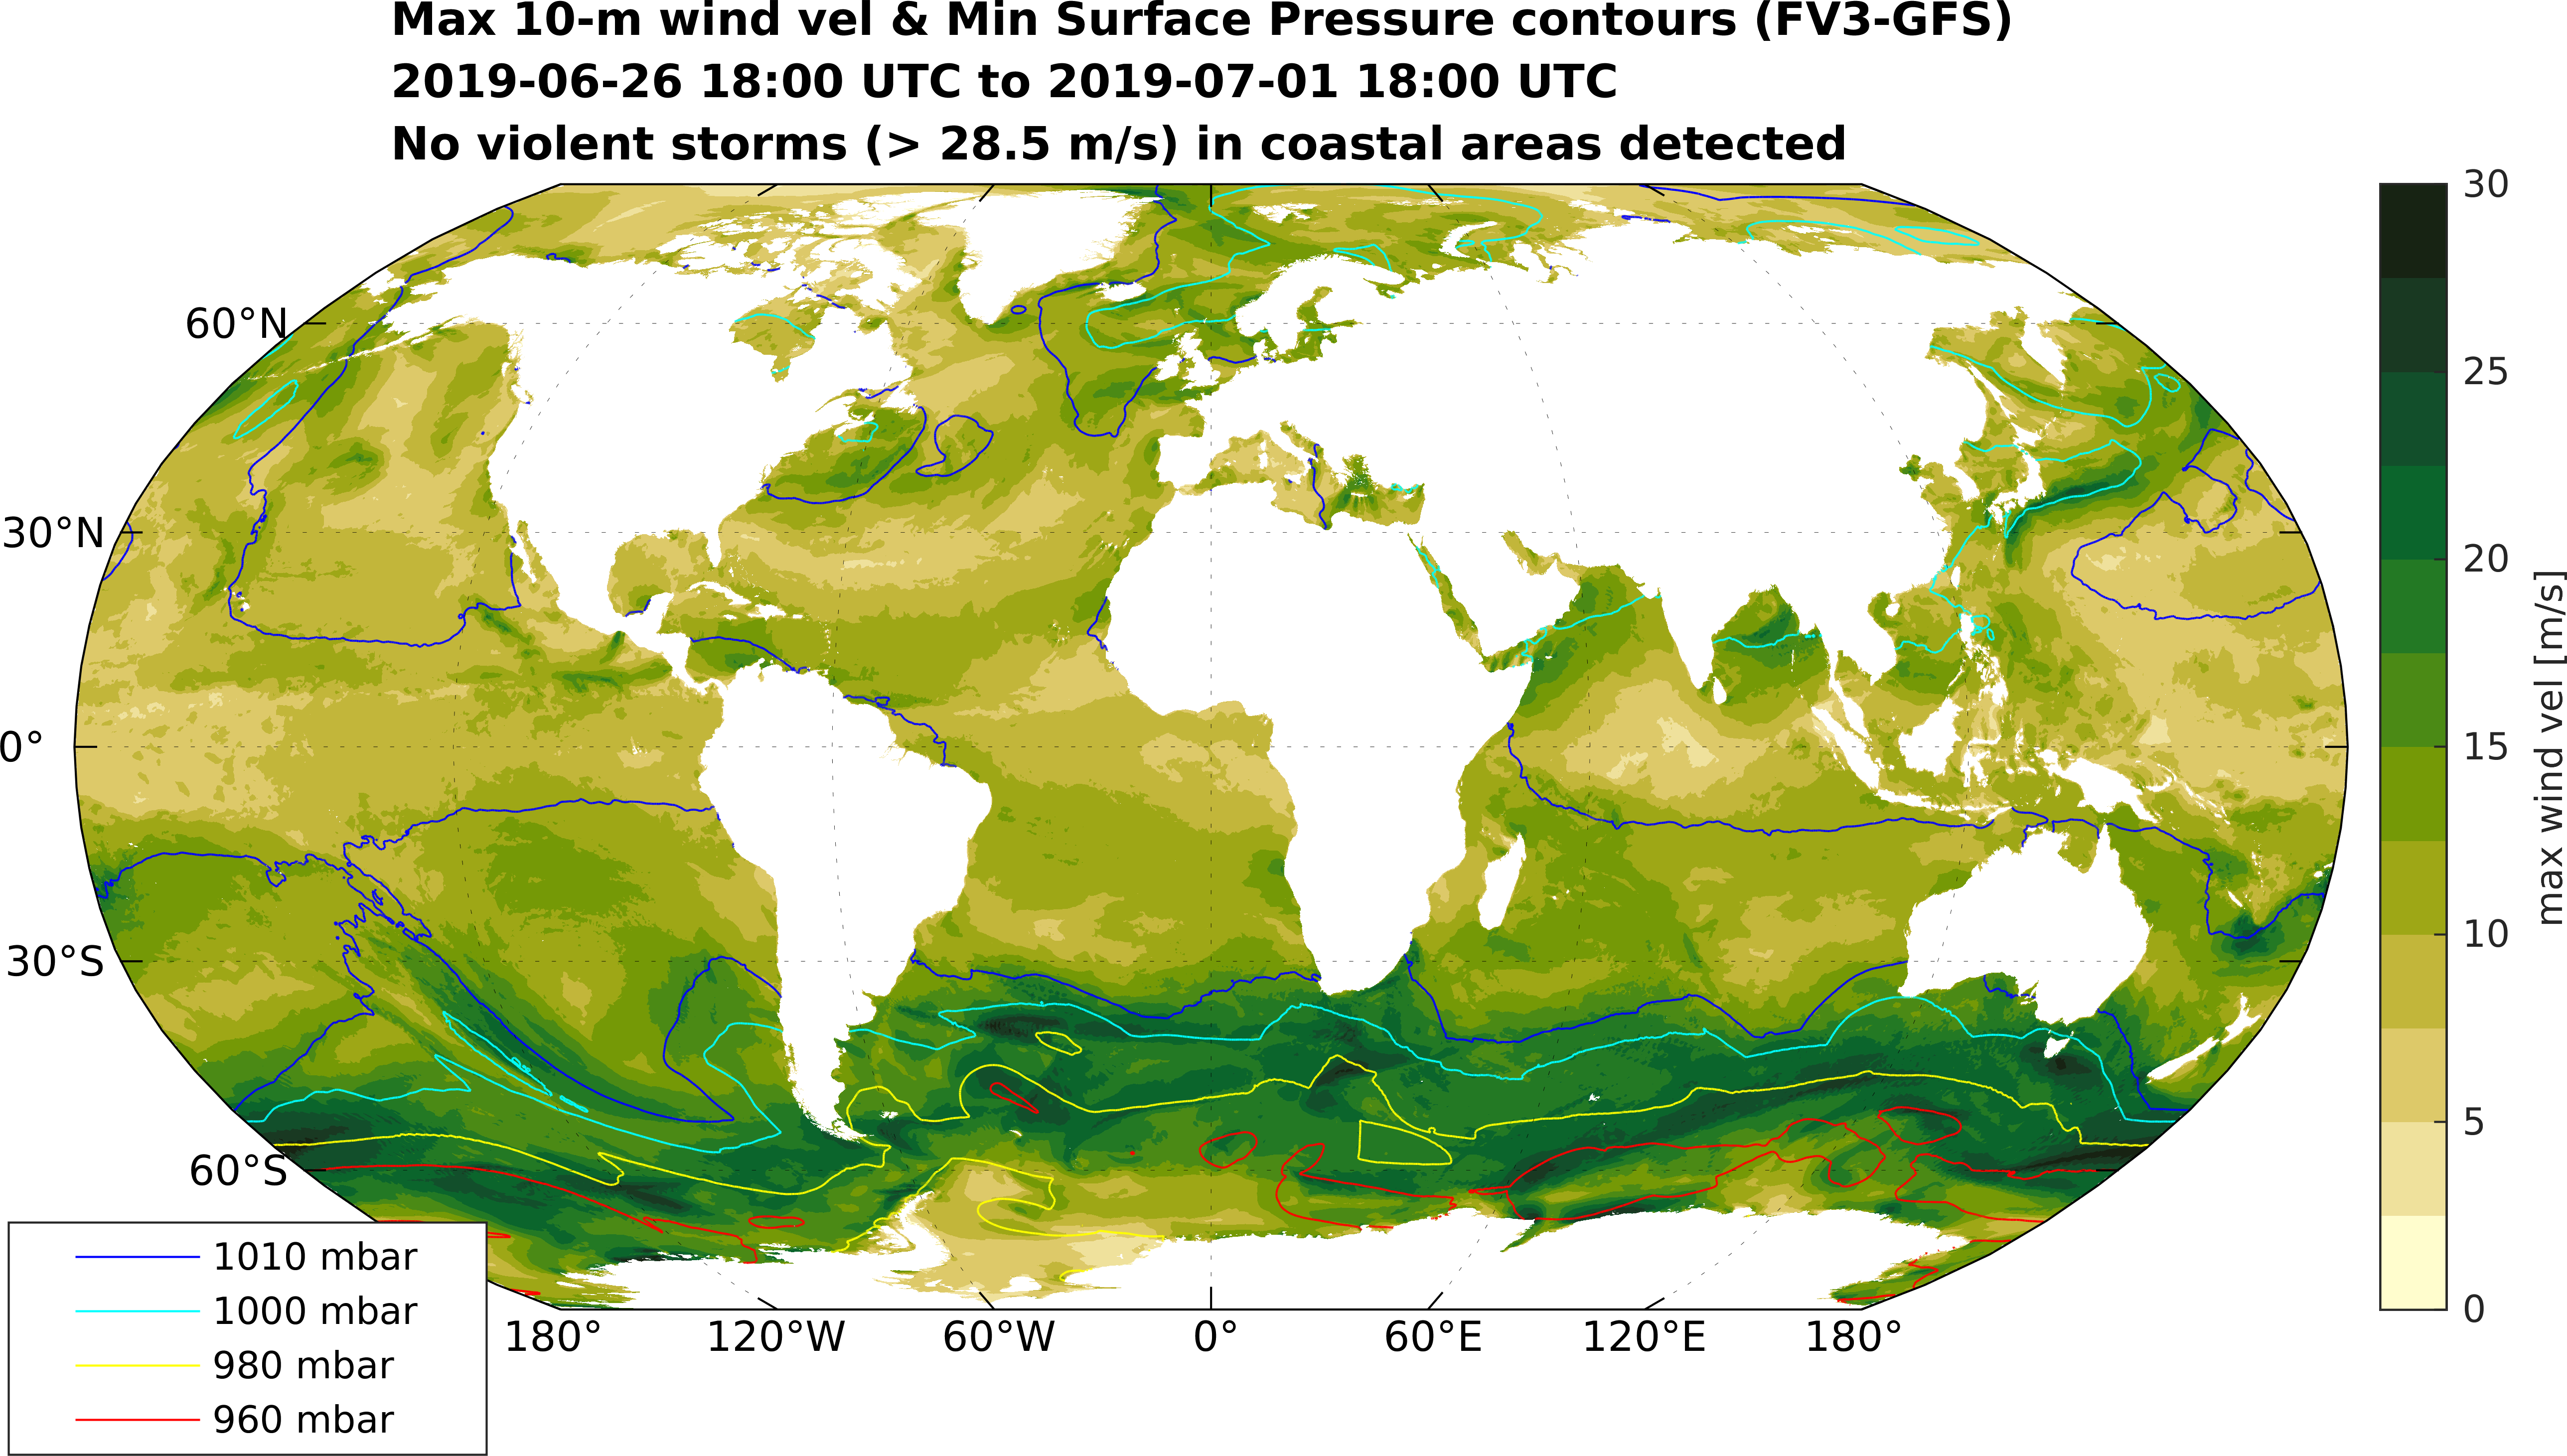 Max 10-m wind vel & Min Surface Pressure contours (FV3-GFS)
2019-06-26 18:00 UTC to 2019-07-01 18:00 UTC
No violent storms (> 28.5 m/s) in coastal areas detected
60°N
30°N
0°
30°S
60°S
180°
120°W
60°W
0°
60°E
120°E
180°
1010 mbar
1000 mbar
980 mbar
960 mbar
30
25
20
15
10
5
0
max wind vel [m/s]